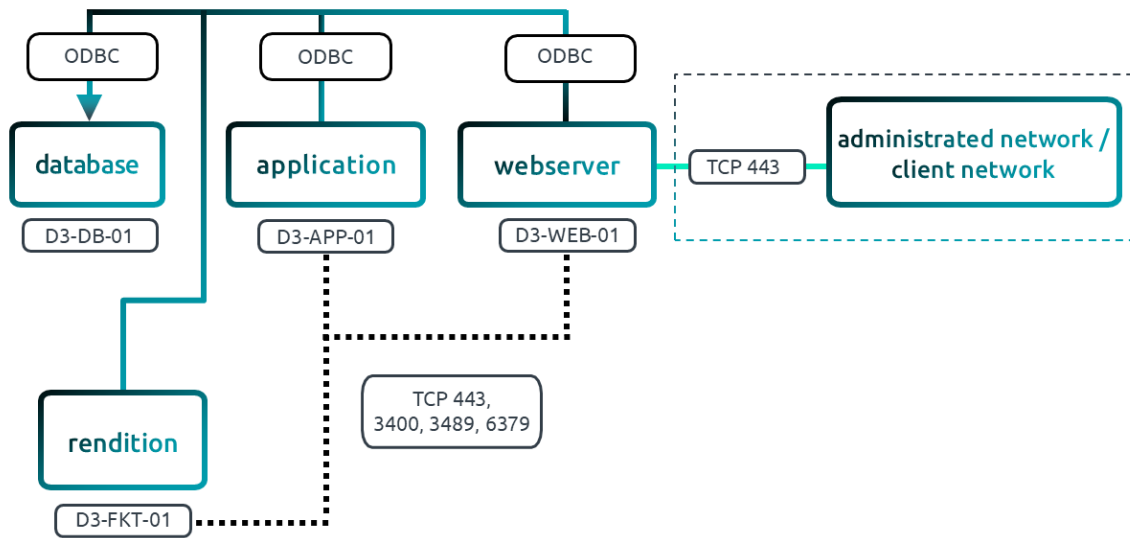 ODBC
ODBC
ODBC
database
application
webserver
TCP 443
administrated network /
client network
D3-DB-01
D3-APP-01
D3-WEB-01
TCP 443,
3400, 3489, 6379
rendition
D3-FKT-01